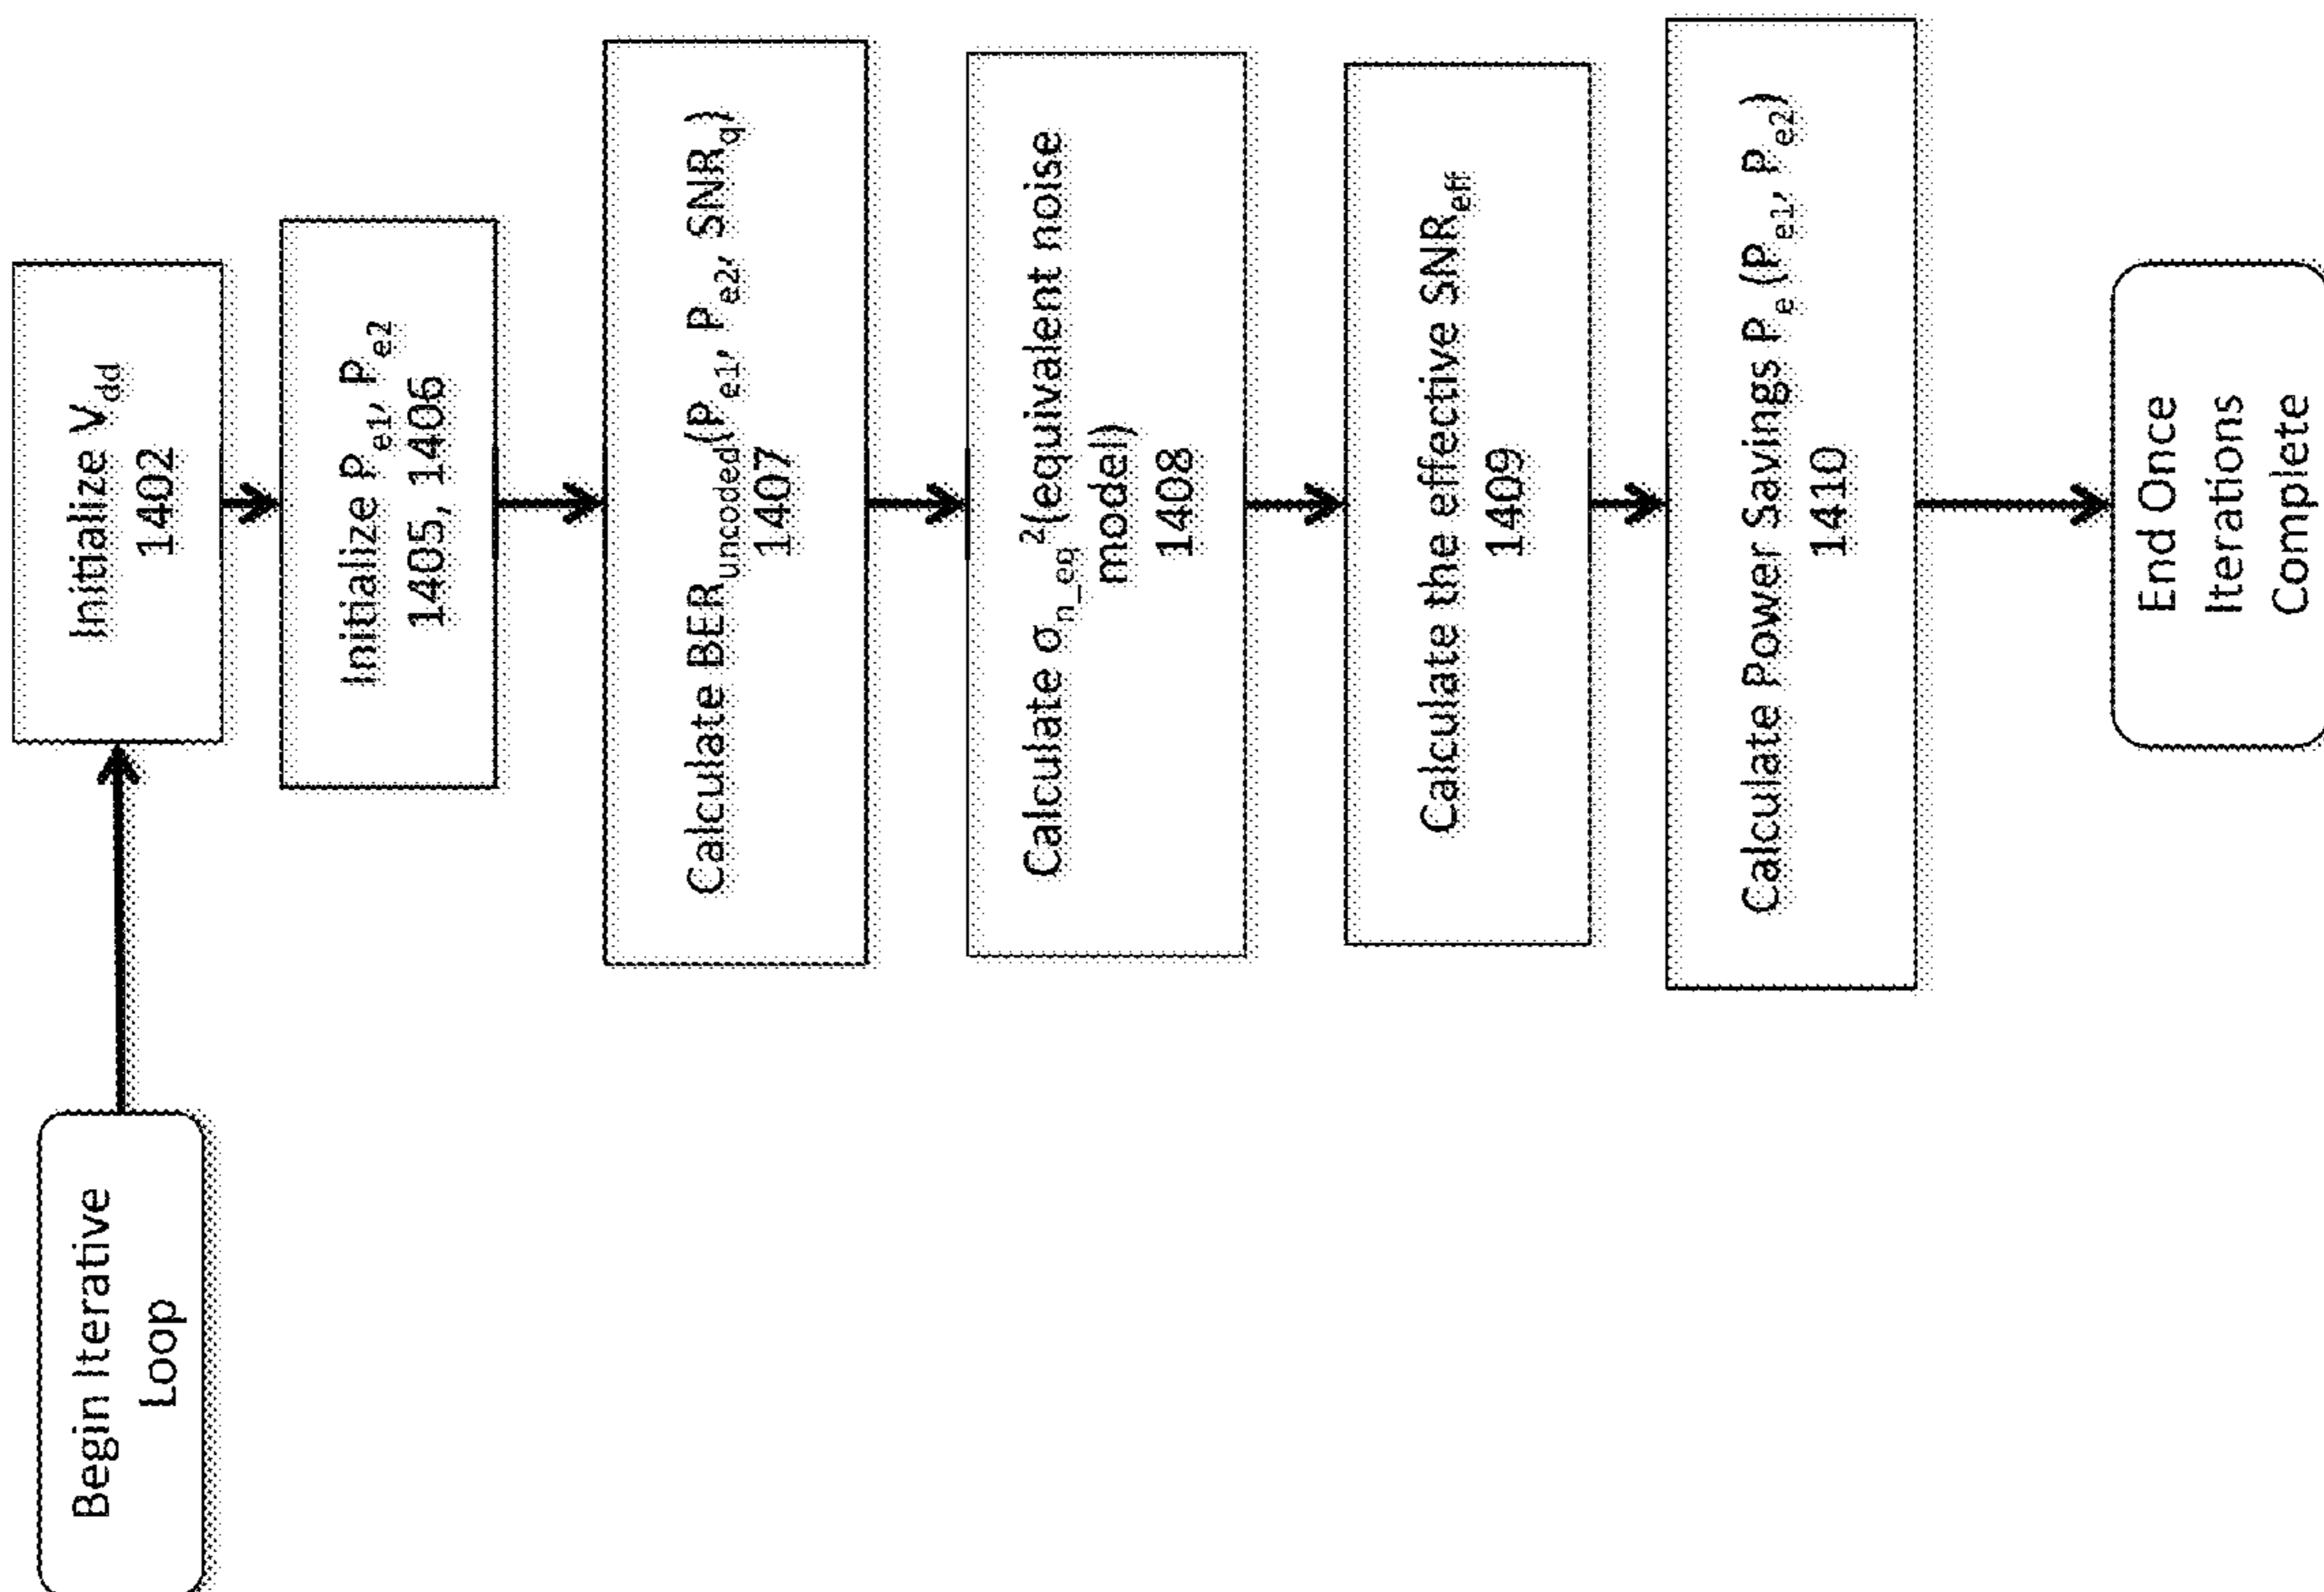 Begin Iterative
Loop
Initialize V_dd
1402
Initialize P_e1, P_e2
1405, 1406
Calculate BER_uncoded(P_e1, P_e2, SNR_q)
1407
Calculate σ_n_eq^2(equivalent noise
model)
1408
Calculate the effective SNR_eff
1409
Calculate Power Savings P_e (P_e1, P_e2)
1410
End Once
Iterations
Complete